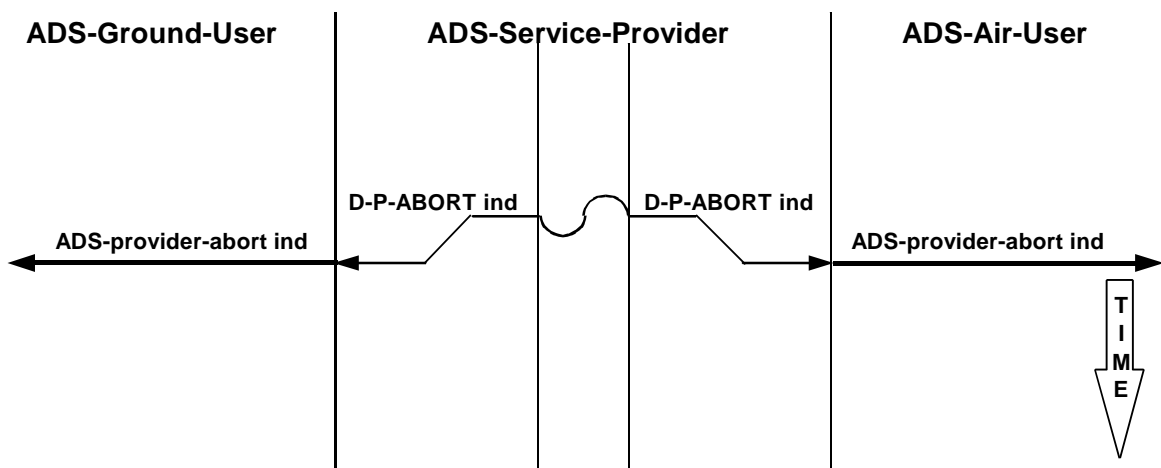 ADS-Ground-User
ADS-Service-Provider
ADS-Air-User
D-P-ABORT ind
D-P-ABORT ind
ADS-provider-abort ind
ADS-provider-abort ind
T
I
M
E